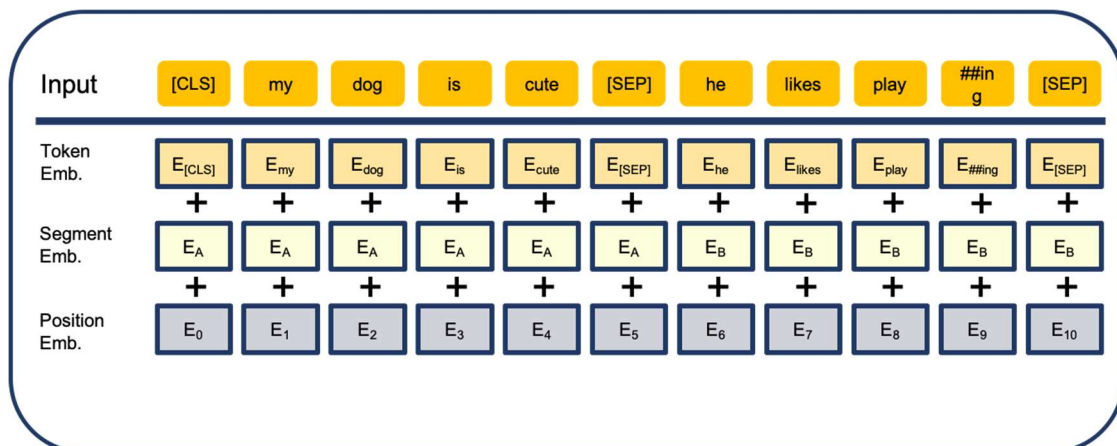 Input [CLS] my dog is cute [SEP] he likes play ##in
g [SEP]
Token
Emb. E[CLS] Emy Edog Eis Ecute E[SEP] Ehe Elikes Eplay E##ing E[SEP]
+ + + + + + + + + + +
Segment
Emb. EA EA EA EA EA EA EB EB EB EB EB
+ + + + + + + + + + +
Position
Emb. E0 E1 E2 E3 E4 E5 E6 E7 E8 E9 E10